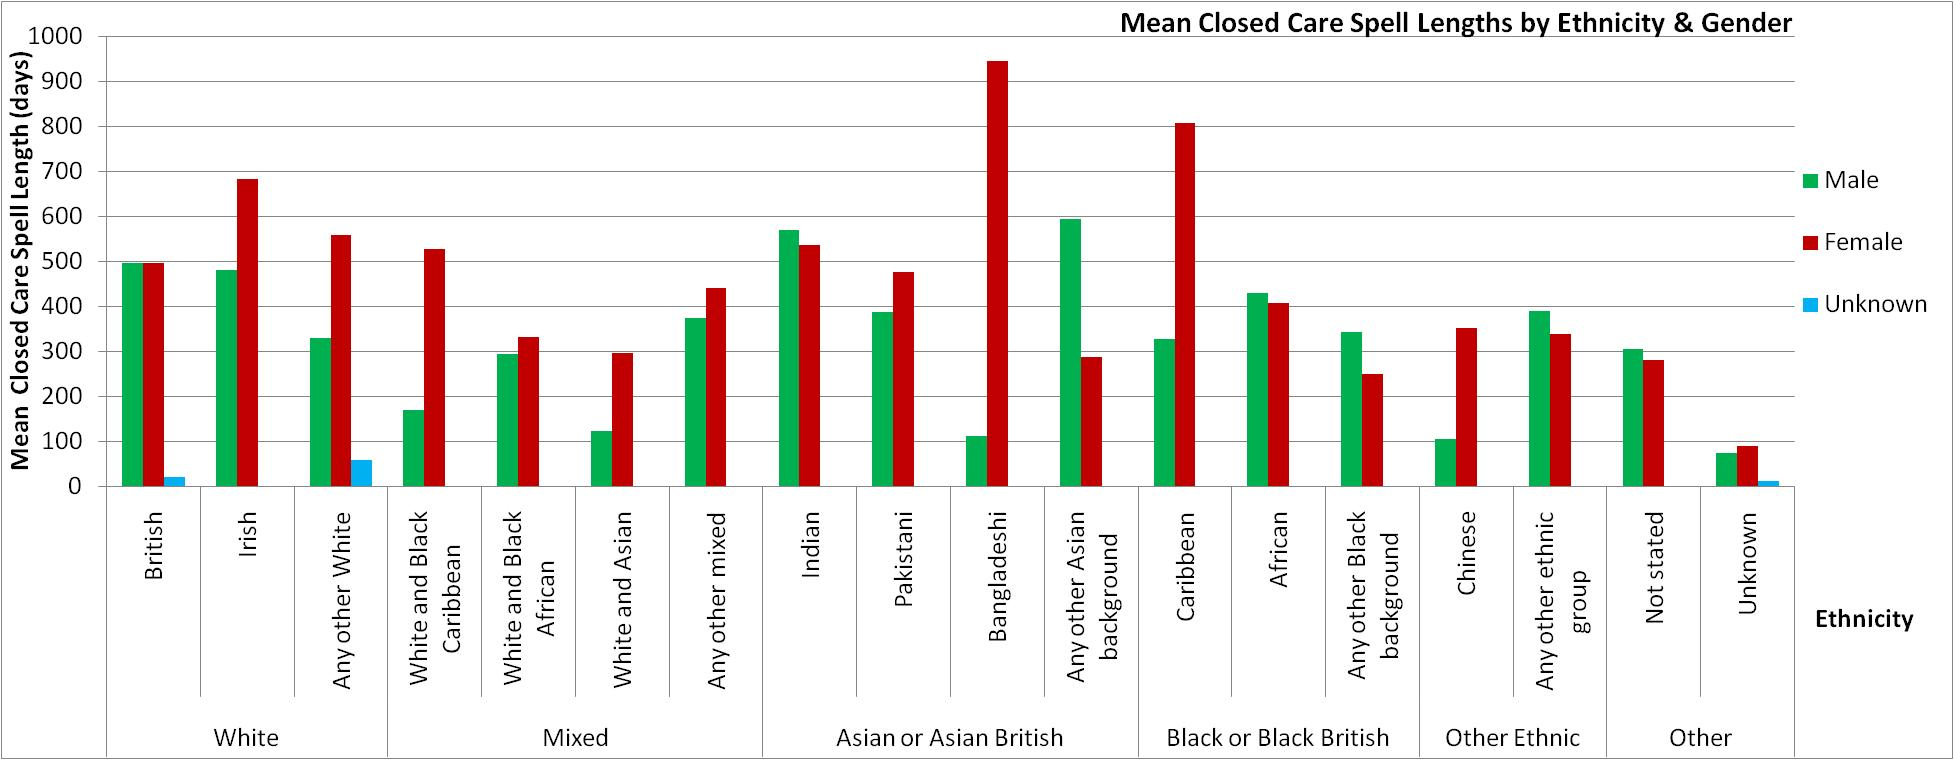 Mean Closed Care Spell Lengths by Ethnicity & Gender
Mean Closed Care Spell Length (days)
1000
900
800
700
600
500
400
300
200
100
0
Male
Female
Unknown
British
Irish
Any other White
White and Black
Caribbean
White and Black
African
White and Asian
Any other mixed
Indian
Pakistani
Bangladeshi
Any other Asian
background
Caribbean
African
Any other Black
background
Chinese
Any other ethnic
group
Not stated
Unknown
Ethnicity
White
Mixed
Asian or Asian British
Black or Black British
Other Ethnic
Other